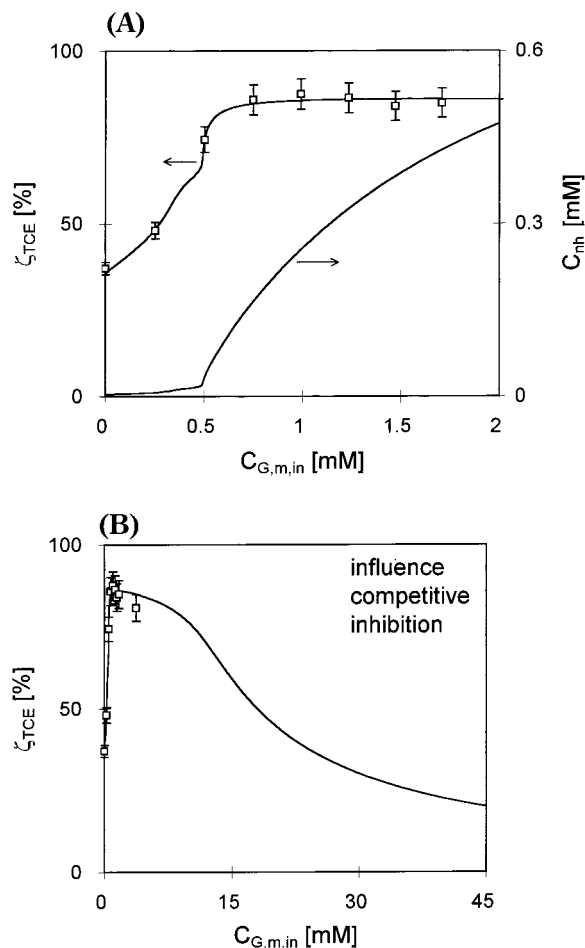 (A)
100
0.6
ζTCE [%]
50
0.3
Cnh [mM]
0
0
0
0.5
1
1.5
2
CG,m,in [mM]
(B)
100
influence
competitive
inhibition
ζTCE [%]
50
0
0
15
30
45
CG,m,in [mM]